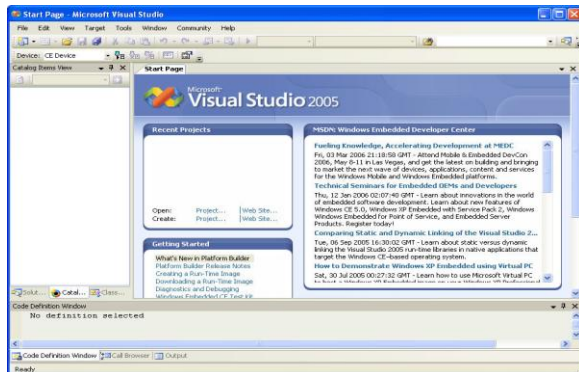 Start Page - Microsoft Visual Studio
File Edit View Target Tools Window Community Help
Device: CE Device
Catalog Items View
Start Page
Microsoft
Visual Studio 2005
Recent Projects
Open: Project... Web Site...
Create: Project... Web Site...
Getting Started
What's New in Platform Builder
Platform Builder Release Notes
Creating a Run-Time Image
Downloading a Run-Time Image
Diagnostics and Debugging
Windows Embedded CE Test Kit
MSDN: Windows Embedded Developer Center
Fueling Knowledge, Accelerating Development at MEDC
Fri, 03 Mar 2006 21:18:50 GMT - Attend Mobile & Embedded DevCon
2006, May 8-11 in Las Vegas, and get the latest on building and bringing
to market the next wave of devices, applications, content and services
for the Windows Mobile and Windows Embedded platforms.
Technical Seminars for Embedded OEMs and Developers
Thu, 12 Jan 2006 02:07:40 GMT - Learn about innovations in the world
of embedded software development. Learn about new features of
Windows CE 5.0, Windows XP Embedded with Service Pack 2, Windows
Embedded for Point of Service, and Embedded Server
Products. Register today!
Comparing Static and Dynamic Linking of the Visual Studio 2...
Tue, 06 Sep 2005 16:30:02 GMT - Learn about static versus dynamic
linking the Visual Studio 2005 run-time libraries in native applications that
target the Windows CE-based operating system.
How to Demonstrate Windows XP Embedded using Virtual PC
Sat, 30 Jul 2005 00:27:32 GMT - Learn how to use Microsoft Virtual PC
Solut... Catal... Class...
Code Definition Window
No definition selected
Code Definition Window Call Browser Output
Ready